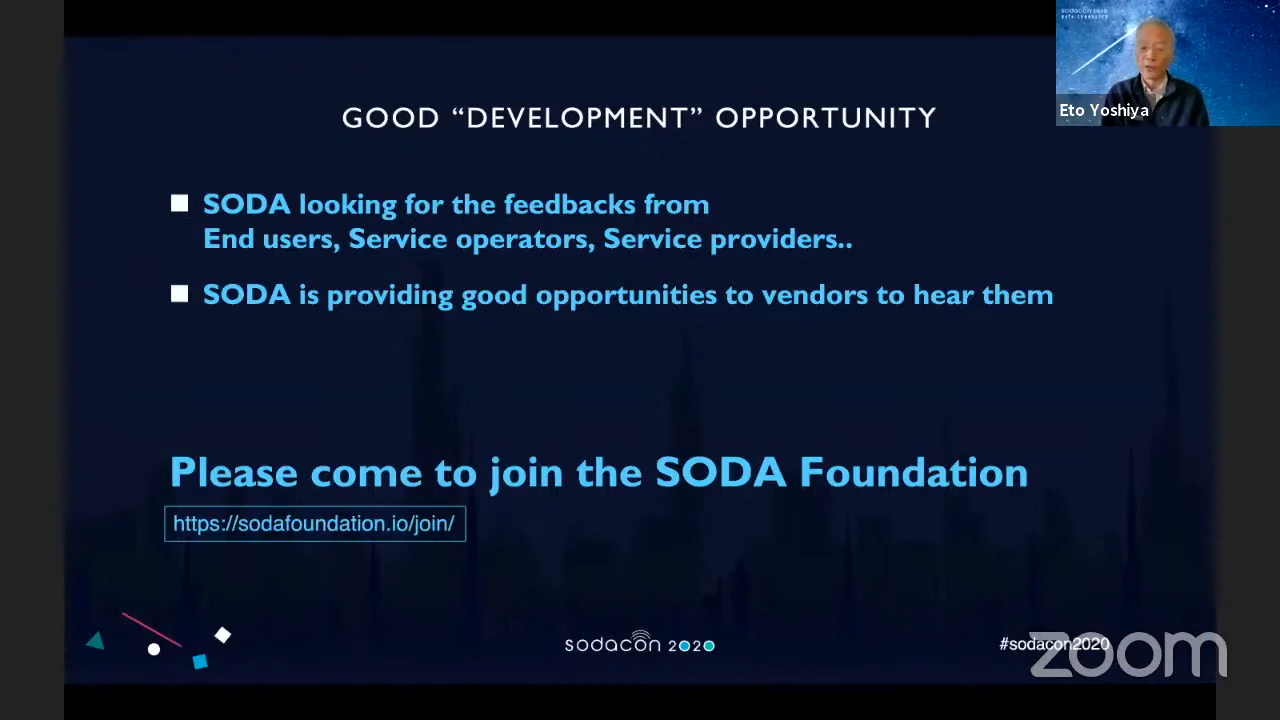 GOOD “DEVELOPMENT” OPPORTUNITY
Eto Yoshiya
SODA looking for the feedbacks from
End users, Service operators, Service providers..
SODA is providing good opportunities to vendors to hear them
Please come to join the SODA Foundation
https://sodafoundation.io/join/
sodacon 2020
#sodacon2020
zoom